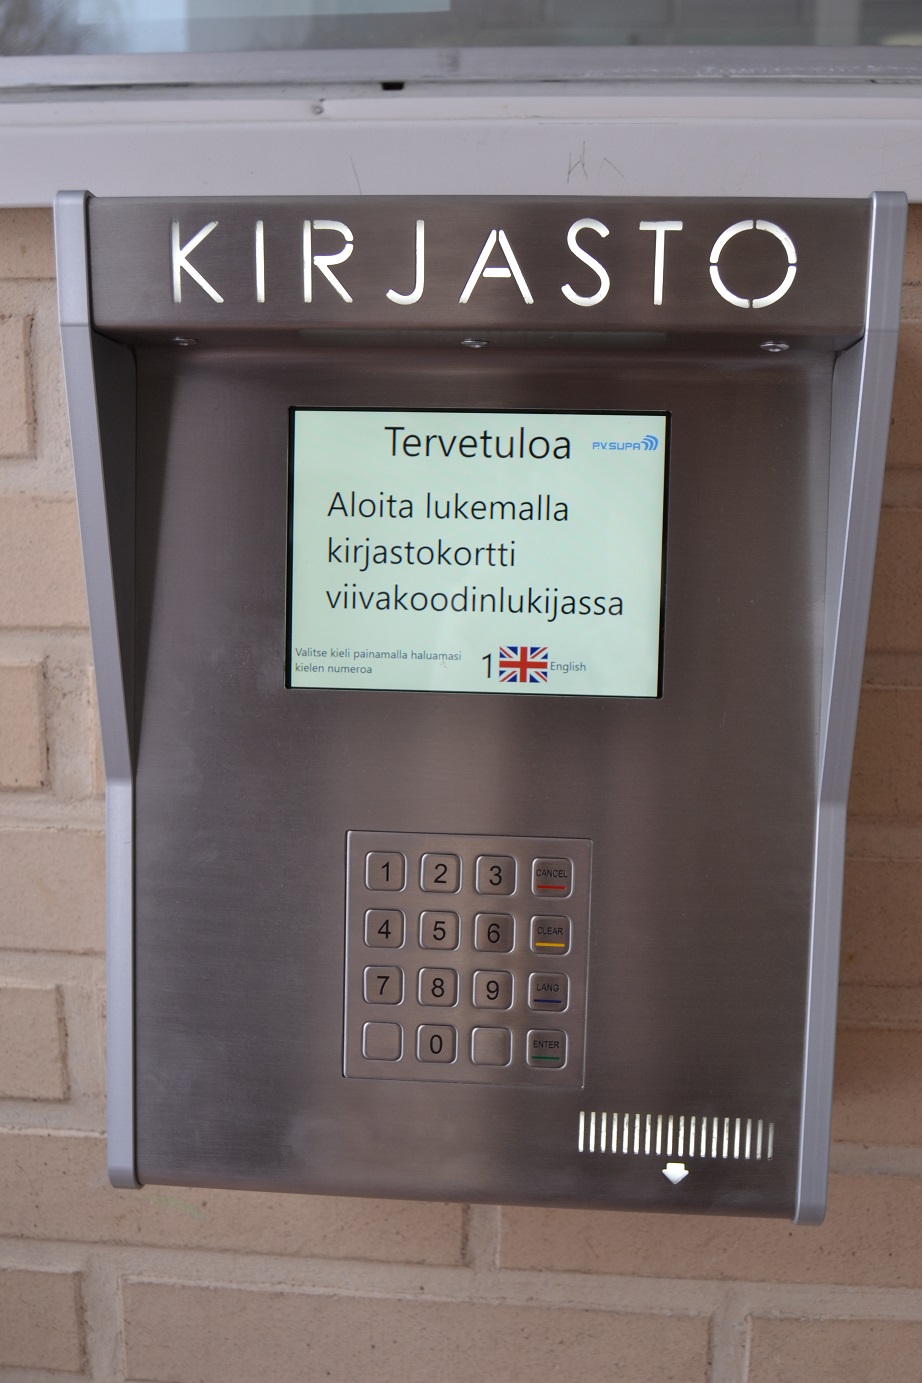 KIRJASTO
Tervetuloa
P.V.SUPA
Aloita lukemalla
kirjastokortti
viivakoodinlukijassa
Valitse kieli painamalla haluamasi
kielen numeroa
1 English
1 2 3 CANCEL
4 5 6 CLEAR
7 8 9 LANG
0 ENTER